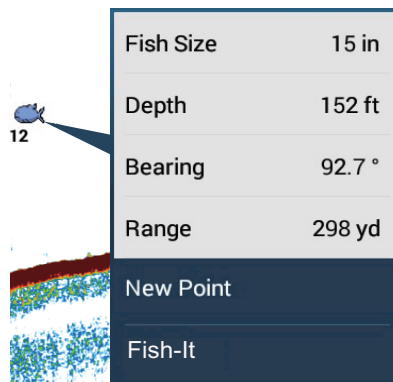 Fish Size 15 in
Depth 152 ft
12
Bearing 92.7 °
Range 298 yd
New Point
Fish-It